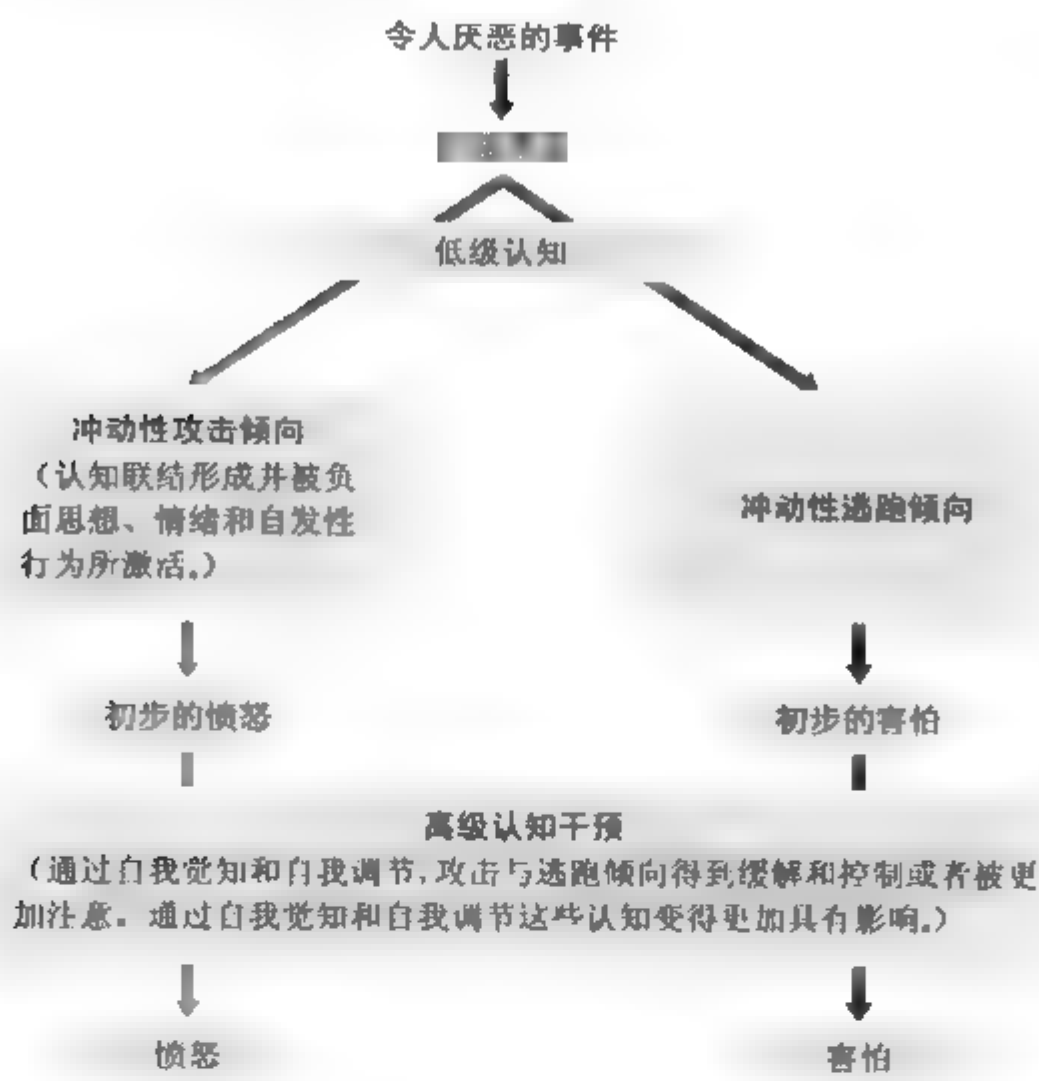 令人厌恶的事件
低级认知
冲动性攻击倾向
（认知联结形成并被负
面思想、情绪和自发性
行为所激活。）
冲动性逃跑倾向
初步的愤怒
初步的害怕
高级认知干预
（通过自我觉知和自我调节,攻击与逃跑倾向得到缓解和控制或者被更
加注意。通过自我觉知和自我调节这些认知变得更加具有影响。）
愤怒
害怕